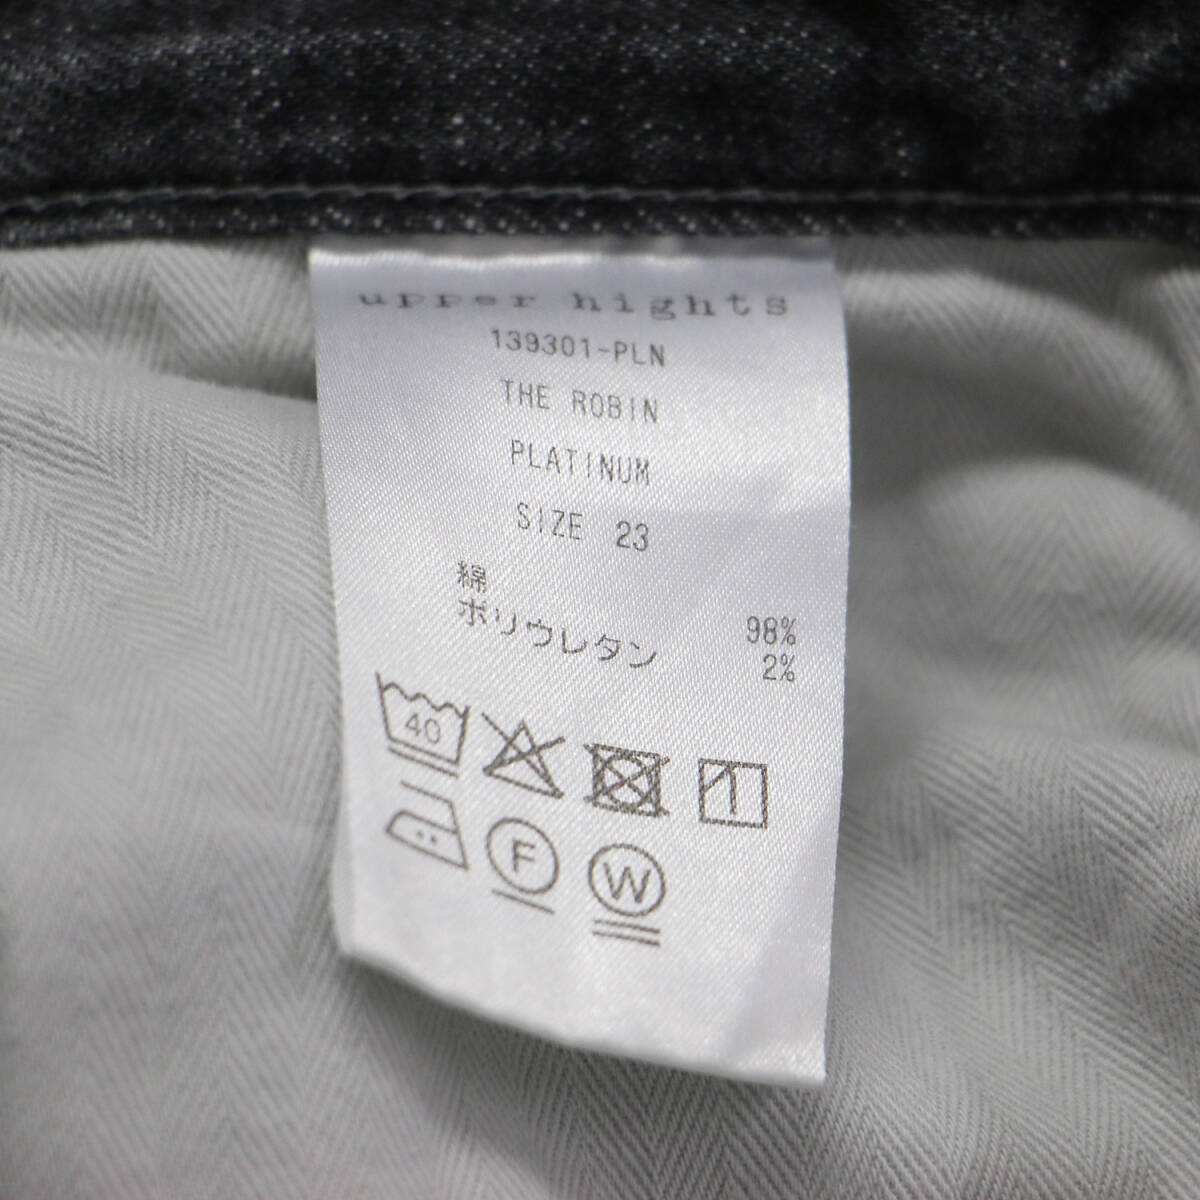 upper hights
139301-PLN
THE ROBIN
PLATINUM
SIZE 23
綿 98%
ポリウレタン 2%
40
F
W